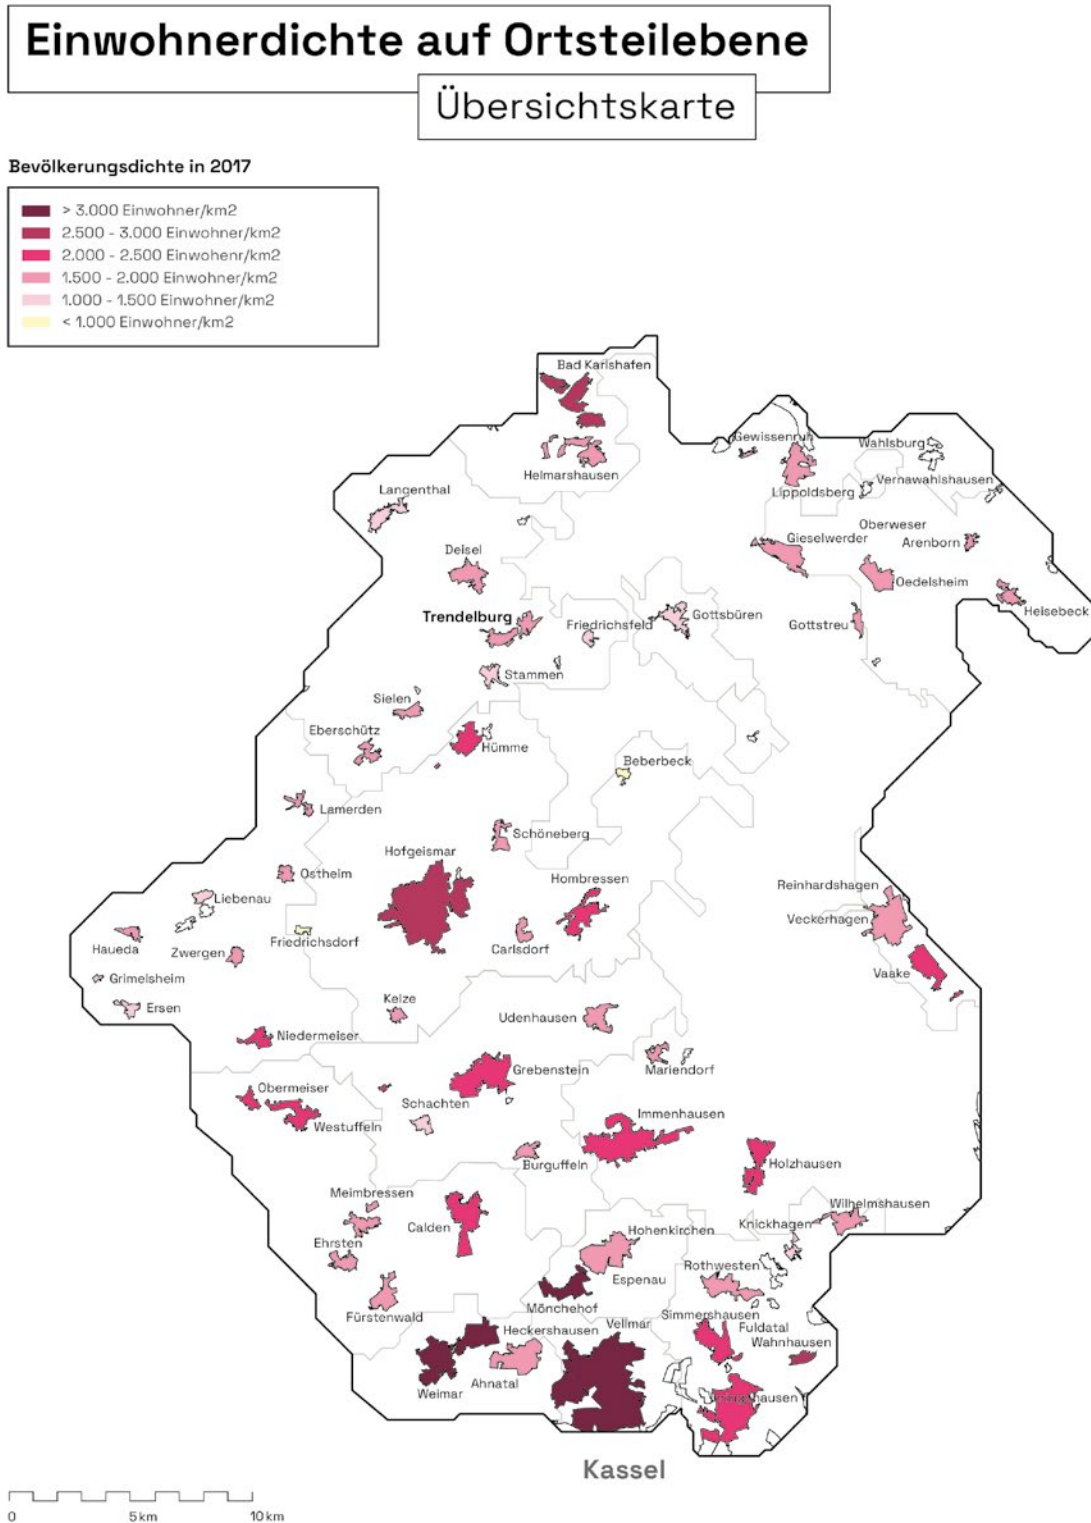 Einwohnerdichte auf Ortsteilebene
Übersichtskarte
Bevölkerungsdichte in 2017
> 3.000 Einwohner/km2
2.500 - 3.000 Einwohner/km2
2.000 - 2.500 Einwohenr/km2
1.500 - 2.000 Einwohner/km2
1.000 - 1.500 Einwohner/km2
< 1.000 Einwohner/km2
Bad Karlshafen
Gewissenruh
Wahlsburg
Helmarshausen
Vernawahlshausen
Langenthal
Lippoldsberg
Oberweser
Gieselwerder
Arenborn
Deisel
Oedelsheim
Heisebeck
Trendelburg
Gottsbüren
Friedrichsfeld
Gottstreu
Stammen
Sielen
Eberschütz
Hümme
Beberbeck
Lamerden
Schöneberg
Hofgeismar
Ostheim
Hombressen
Reinhardshagen
Liebenau
Veckerhagen
Friedrichsdorf
Haueda
Carlsdorf
Zwergen
Vaake
Grimelsheim
Kelze
Ersen
Udenhausen
Niedermeiser
Grebenstein
Mariendorf
Obermeiser
Schachten
Immenhausen
Westuffeln
Burguffeln
Holzhausen
Meimbressen
Wilhelmshausen
Calden
Knickhagen
Hohenkirchen
Ehrsten
Rothwesten
Espenau
Mönchehof
Fürstenwald
Simmershausen
Vellmar
Fuldatal
Heckershausen
Wahnhausen
Ahnatal
Weimar
Kassel
0
5 km
10 km